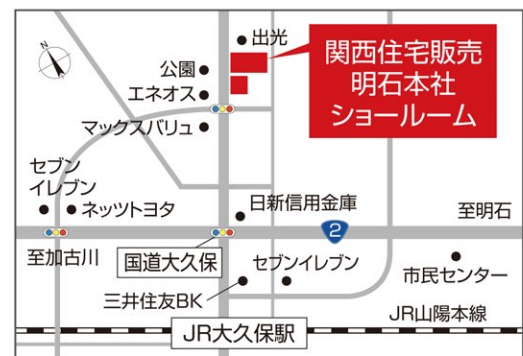 N
出光
関西住宅販売
明石本社
ショールーム
公園
エネオス
マックスバリュ
セブン
イレブン
ネッツトヨタ
日新信用金庫
至明石
2
至加古川
国道大久保
セブンイレブン
市民センター
三井住友BK
JR山陽本線
JR大久保駅